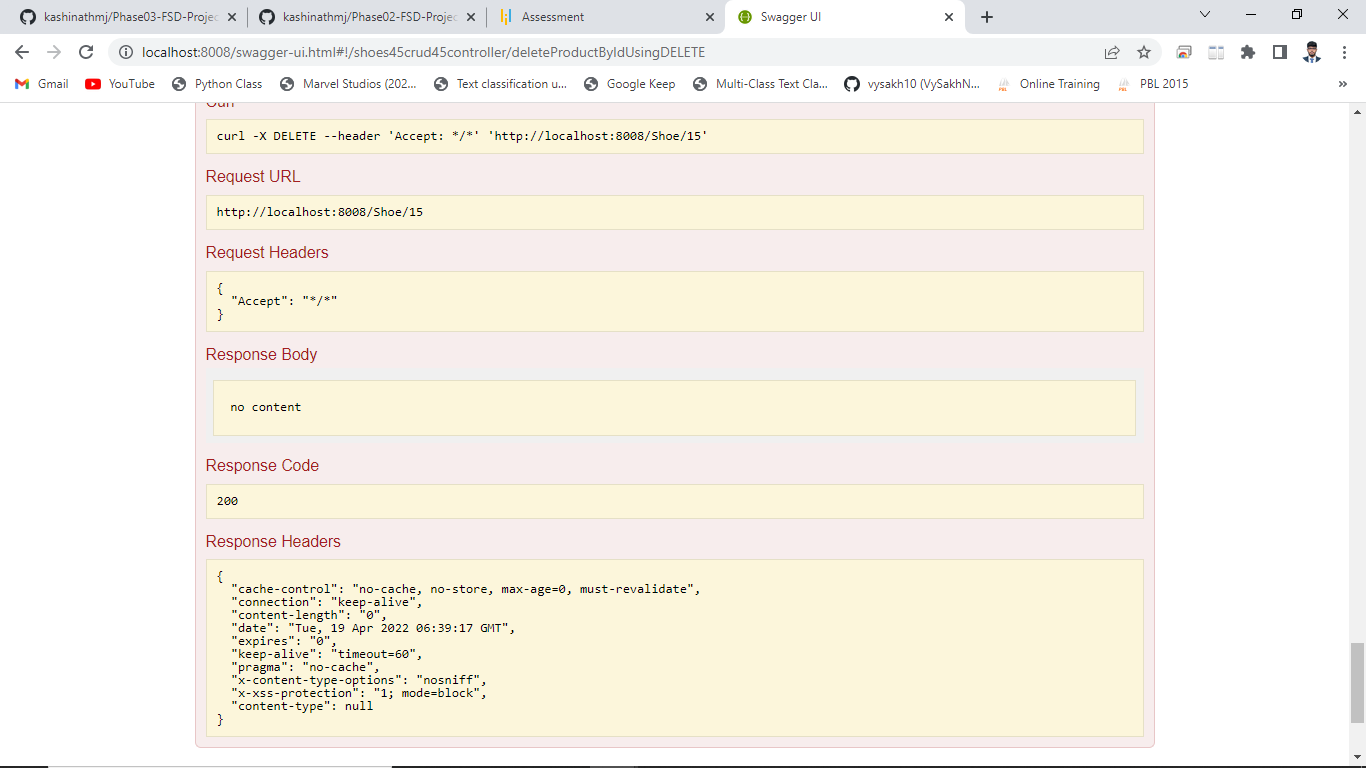 kashinathmj/Phase03-FSD-Projec
kashinathmj/Phase02-FSD-Projec
Assessment
Swagger UI
localhost:8008/swagger-ui.html#!/shoes45crud45controller/deleteProductByIdUsingDELETE
Gmail
YouTube
Python Class
Marvel Studios (202...
Text classification u...
Google Keep
Multi-Class Text Cla...
vysakh10 (VySakhN...
PBL
Online Training
PBL
PBL 2015
»
Curl
curl -X DELETE --header 'Accept: */*' 'http://localhost:8008/Shoe/15'
Request URL
http://localhost:8008/Shoe/15
Request Headers
{
"Accept": "*/*"
}
Response Body
no content
Response Code
200
Response Headers
{
"cache-control": "no-cache, no-store, max-age=0, must-revalidate",
"connection": "keep-alive",
"content-length": "0",
"date": "Tue, 19 Apr 2022 06:39:17 GMT",
"expires": "0",
"keep-alive": "timeout=60",
"pragma": "no-cache",
"x-content-type-options": "nosniff",
"x-xss-protection": "1; mode=block",
"content-type": null
}